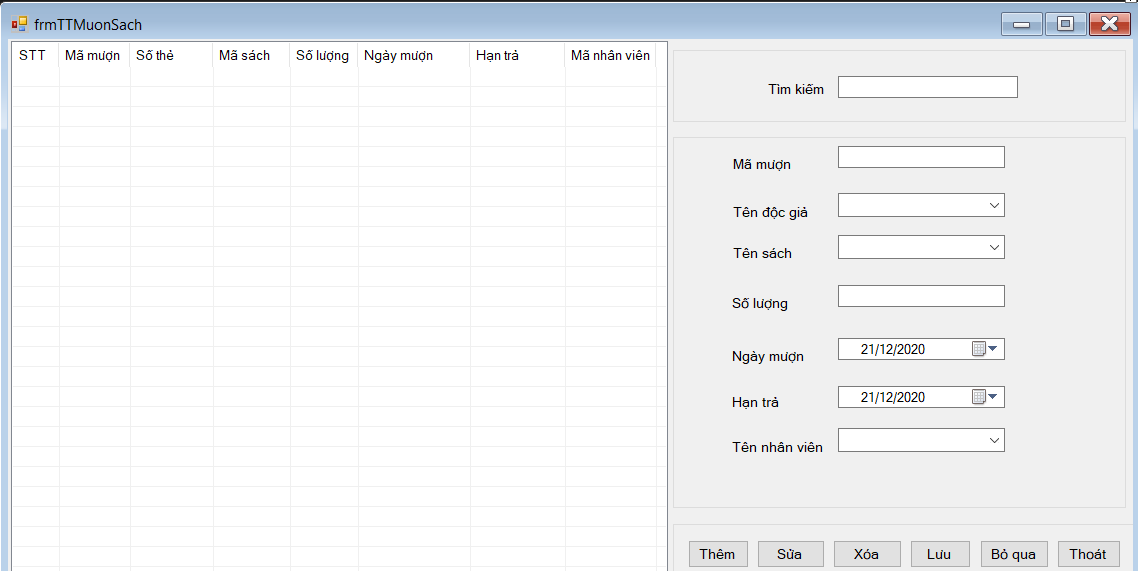 frmTTMuonSach
STT Mã mượn Số thẻ Mã sách Số lượng Ngày mượn Hạn trả Mã nhân viên
Tìm kiếm
Mã mượn
Tên độc giả
Tên sách
Số lượng
Ngày mượn 21/12/2020
Hạn trả 21/12/2020
Tên nhân viên
Thêm Sửa Xóa Lưu Bỏ qua Thoát